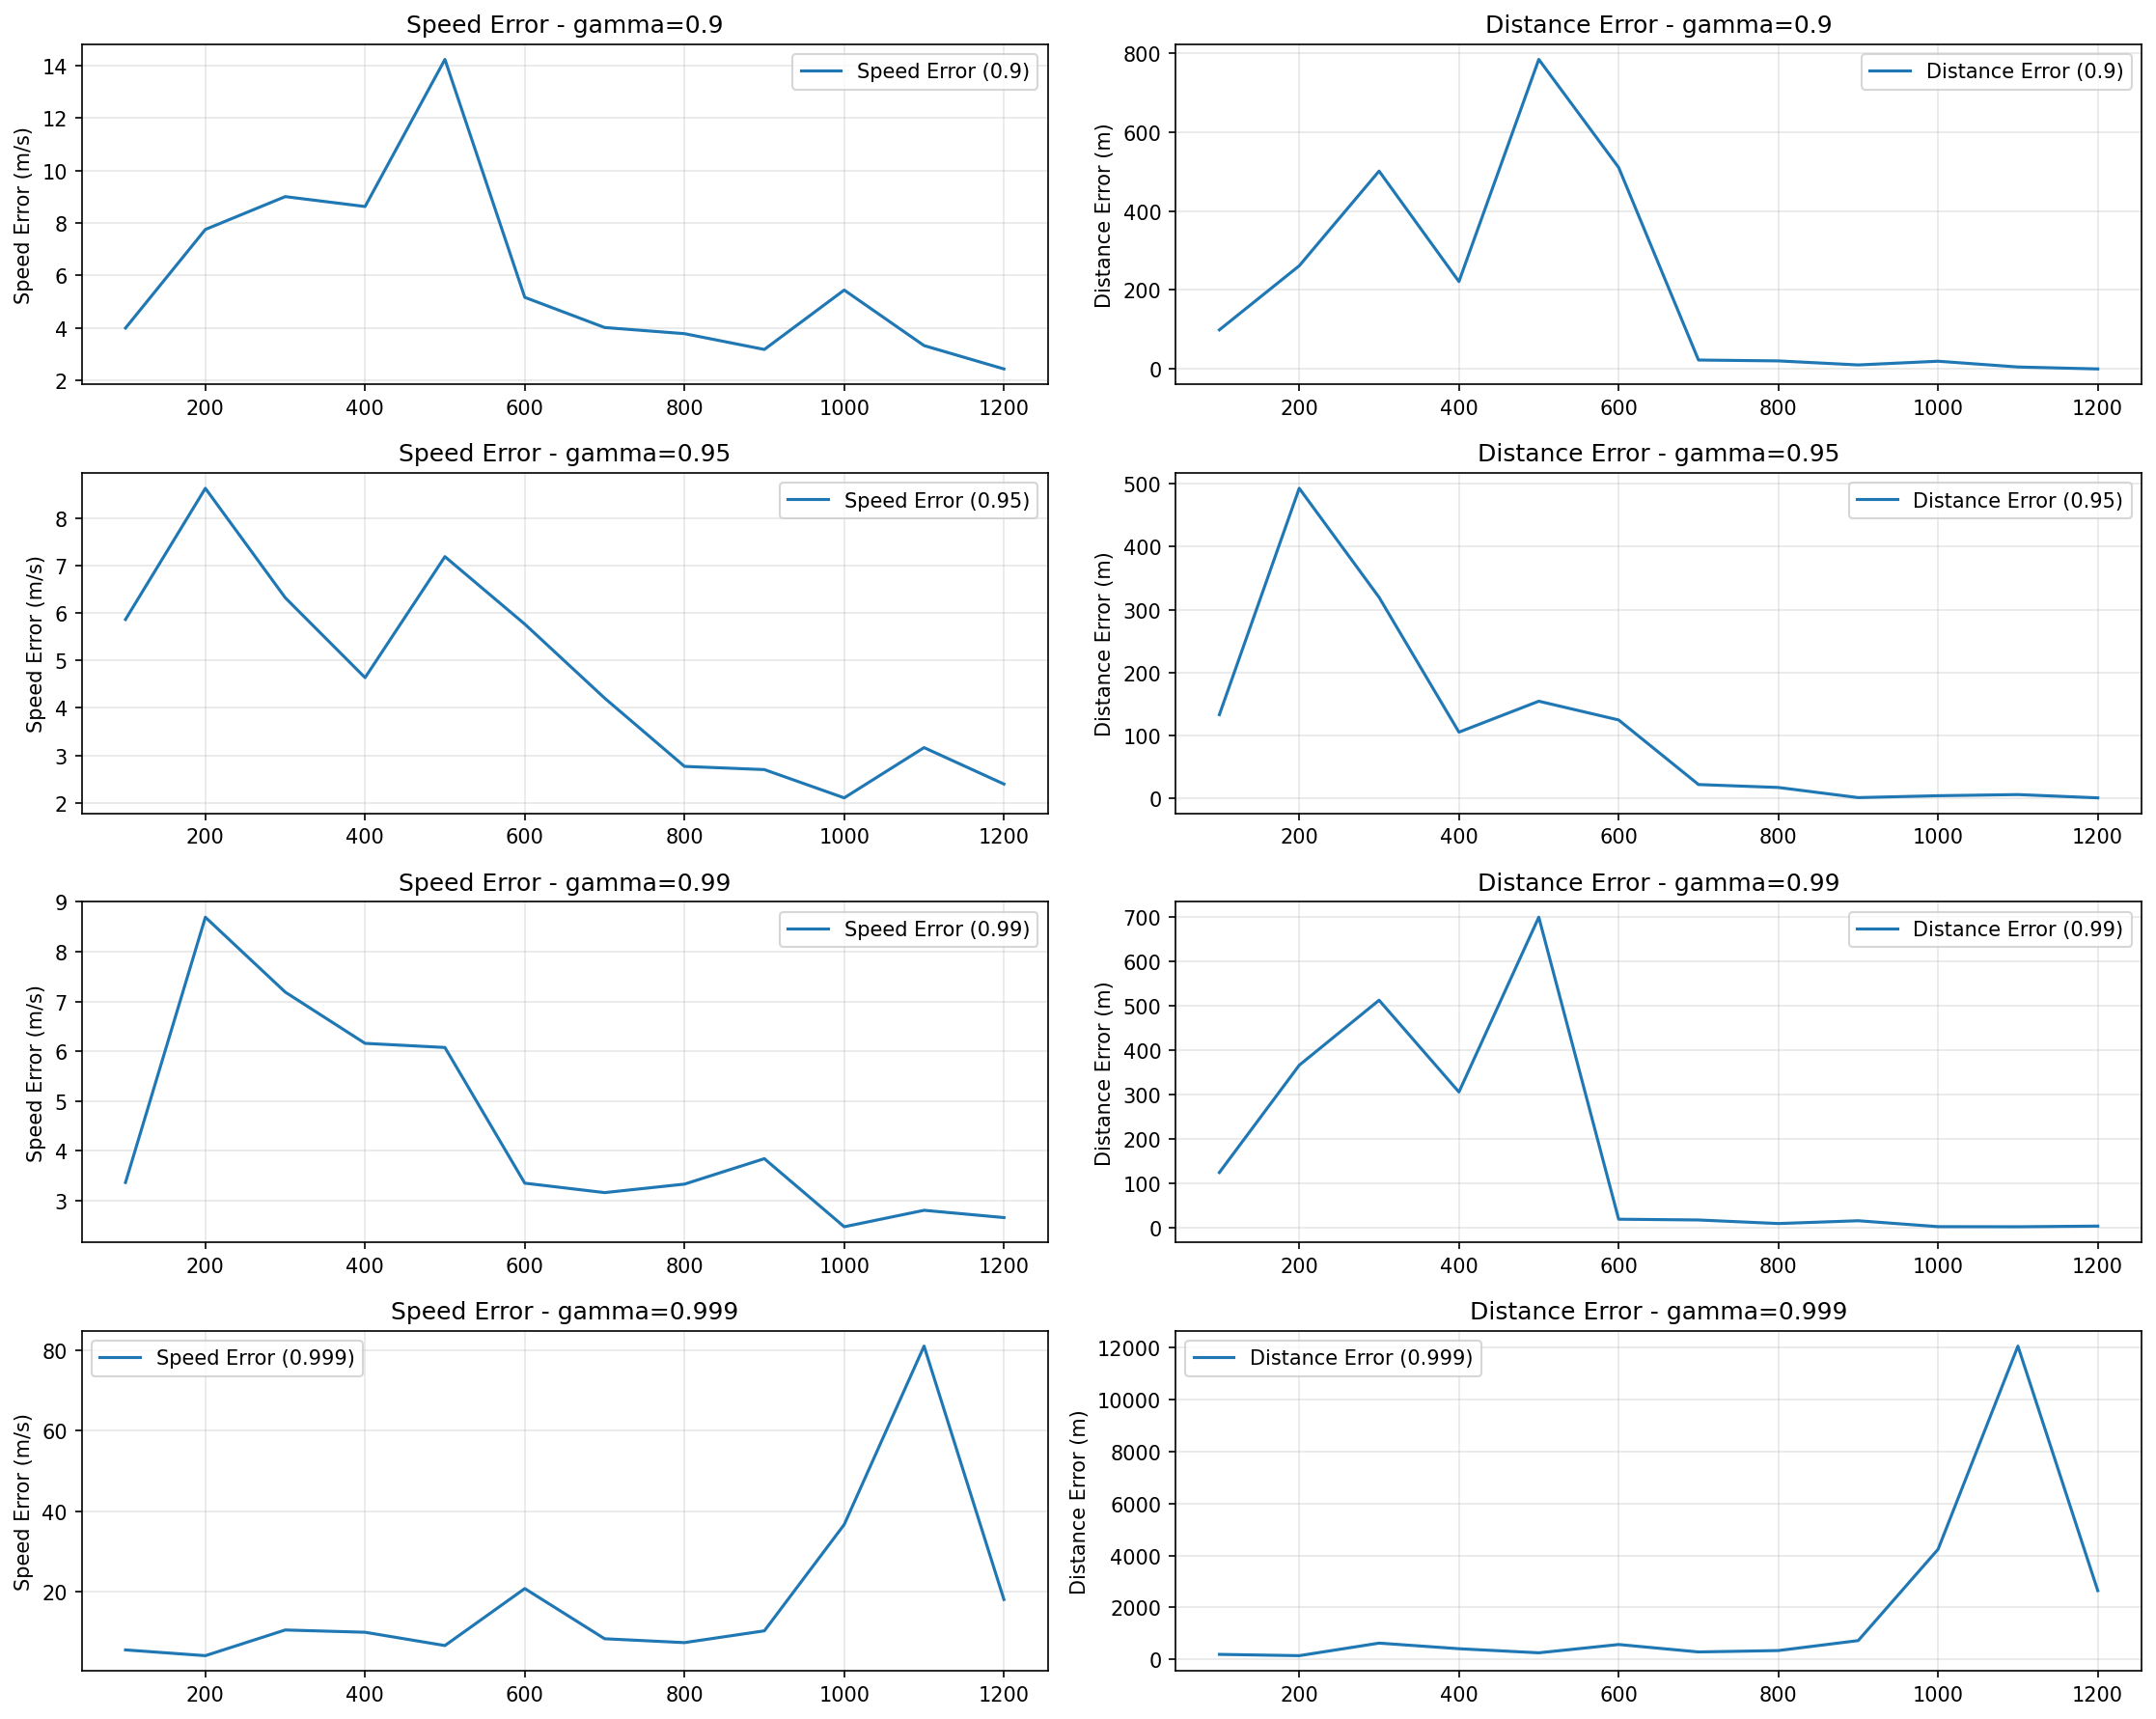 Speed Error - gamma=0.9
Speed Error (m/s)
14
12
10
8
6
4
2
Speed Error (0.9)
200 400 600 800 1000 1200
Distance Error - gamma=0.9
Distance Error (m)
800
600
400
200
0
Distance Error (0.9)
200 400 600 800 1000 1200
Speed Error - gamma=0.95
Speed Error (m/s)
8
7
6
5
4
3
2
Speed Error (0.95)
200 400 600 800 1000 1200
Distance Error - gamma=0.95
Distance Error (m)
500
400
300
200
100
0
Distance Error (0.95)
200 400 600 800 1000 1200
Speed Error - gamma=0.99
Speed Error (m/s)
9
8
7
6
5
4
3
Speed Error (0.99)
200 400 600 800 1000 1200
Distance Error - gamma=0.99
Distance Error (m)
700
600
500
400
300
200
100
0
Distance Error (0.99)
200 400 600 800 1000 1200
Speed Error - gamma=0.999
Speed Error (m/s)
80
60
40
20
Speed Error (0.999)
200 400 600 800 1000 1200
Distance Error - gamma=0.999
Distance Error (m)
12000
10000
8000
6000
4000
2000
0
Distance Error (0.999)
200 400 600 800 1000 1200